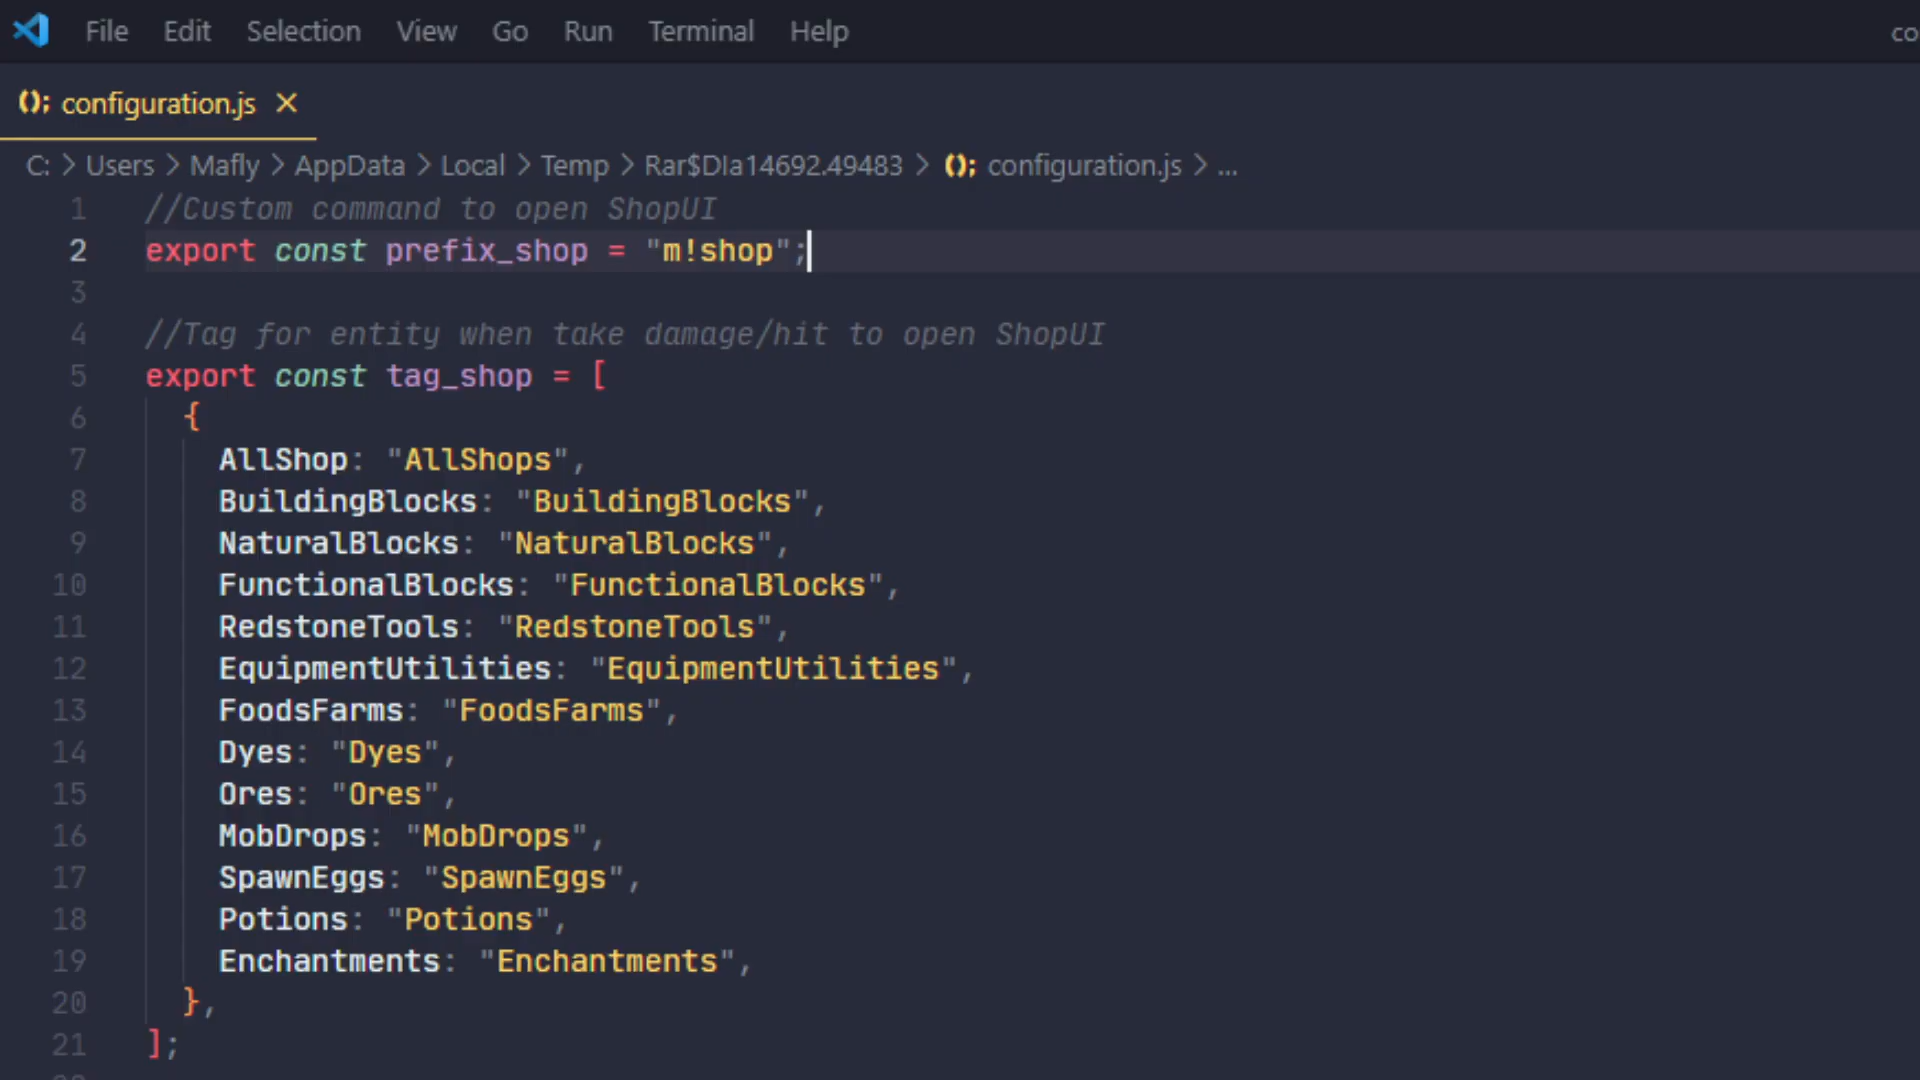 File Edit Selection View Go Run Terminal Help co
(); configuration.js ×
C: > Users > Mafly > AppData > Local > Temp > Rar$DIa14692.49483 > (); configuration.js > ...
1 //Custom command to open ShopUI
2 export const prefix_shop = "m!shop";
3
4 //Tag for entity when take damage/hit to open ShopUI
5 export const tag_shop = [
6 {
7 AllShop: "AllShops",
8 BuildingBlocks: "BuildingBlocks",
9 NaturalBlocks: "NaturalBlocks",
10 FunctionalBlocks: "FunctionalBlocks",
11 RedstoneTools: "RedstoneTools",
12 EquipmentUtilities: "EquipmentUtilities",
13 FoodsFarms: "FoodsFarms",
14 Dyes: "Dyes",
15 Ores: "Ores",
16 MobDrops: "MobDrops",
17 SpawnEggs: "SpawnEggs",
18 Potions: "Potions",
19 Enchantments: "Enchantments",
20 },
21 ];